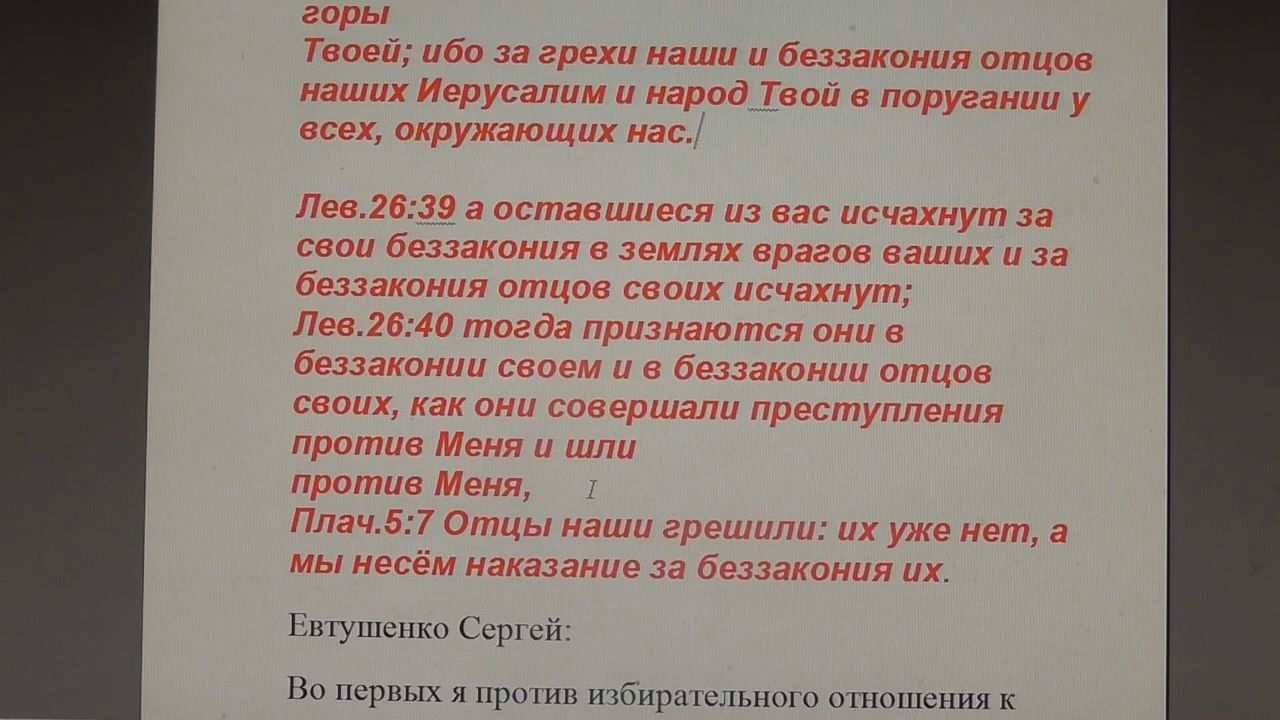 горы
Твоей; ибо за грехи наши и беззакония отцов
наших Иерусалим и народ Твой в поругании у
всех, окружающих нас.
Лев.26:39 а оставшиеся из вас исчахнут за
свои беззакония в землях врагов ваших и за
беззакония отцов своих исчахнут;
Лев.26:40 тогда признаются они в
беззаконии своем и в беззаконии отцов
своих, как они совершали преступления
против Меня и шли
против Меня,
Плач.5:7 Отцы наши грешили: их уже нет, а
мы несём наказание за беззакония их.
Евтушенко Сергей:
Во первых я против избирательного отношения к